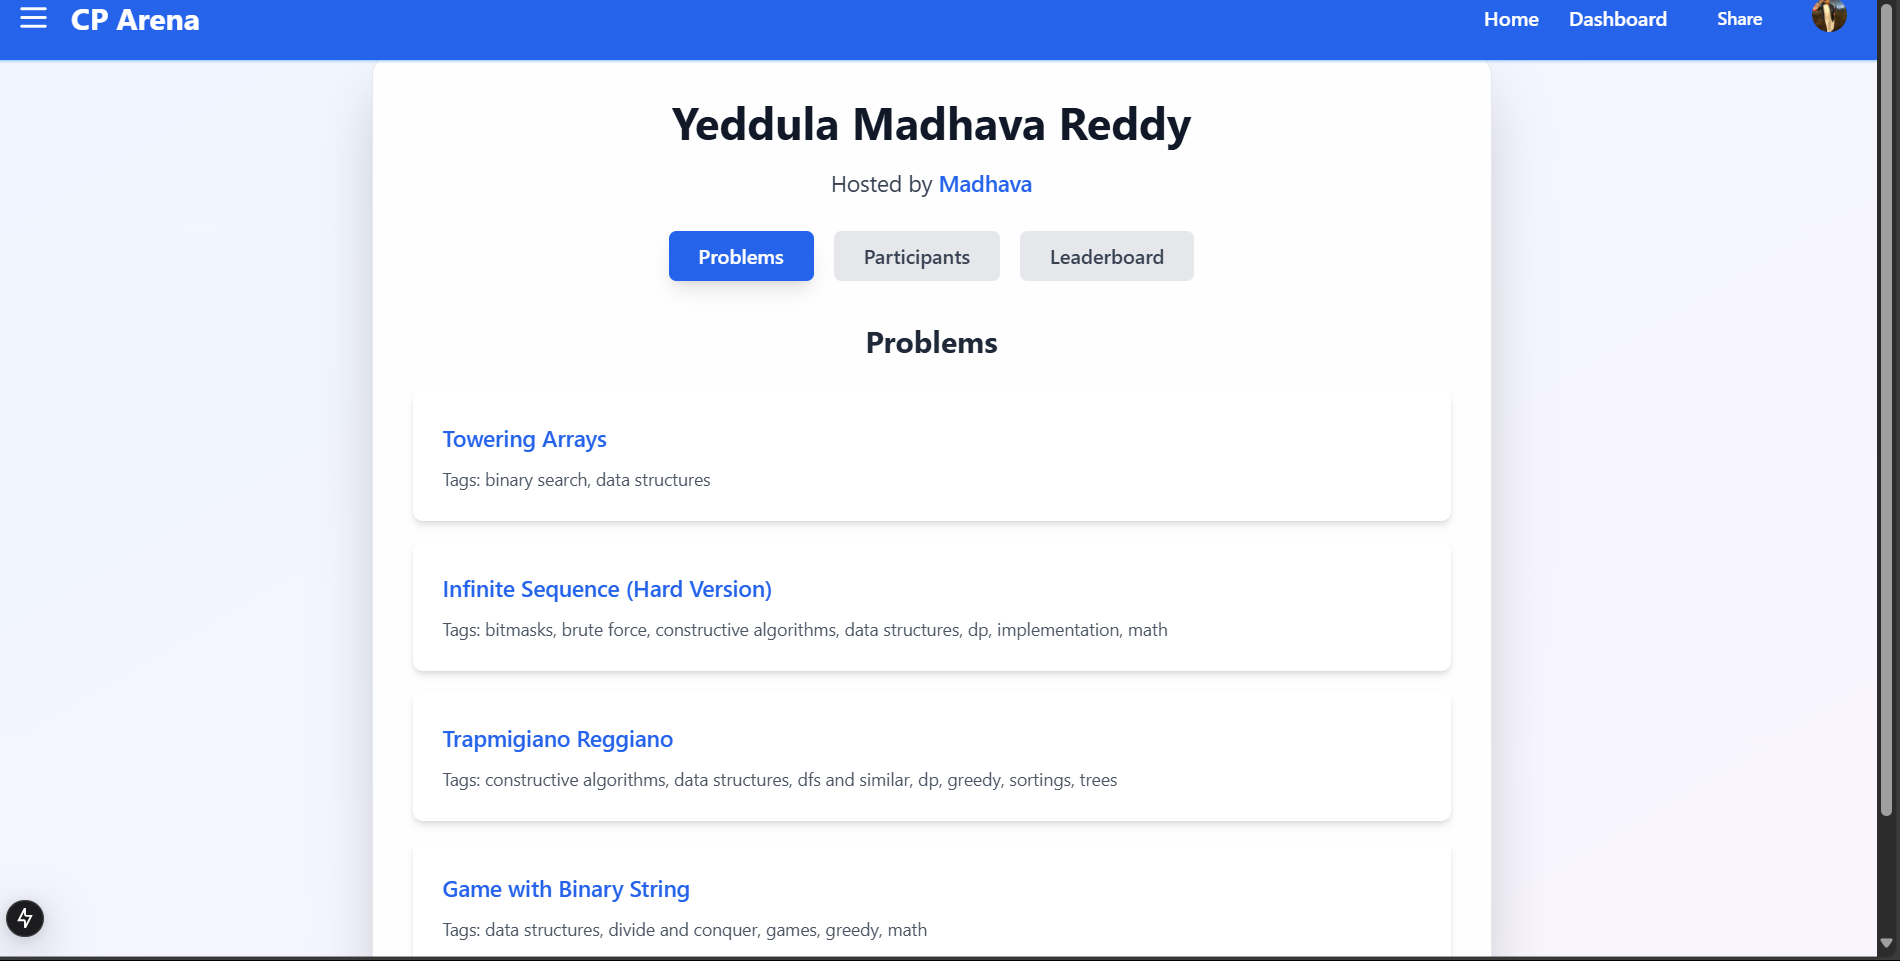 CP Arena
Home Dashboard Share
Yeddula Madhava Reddy
Hosted by Madhava
Problems Participants Leaderboard
Problems
Towering Arrays
Tags: binary search, data structures
Infinite Sequence (Hard Version)
Tags: bitmasks, brute force, constructive algorithms, data structures, dp, implementation, math
Trapmigiano Reggiano
Tags: constructive algorithms, data structures, dfs and similar, dp, greedy, sortings, trees
Game with Binary String
Tags: data structures, divide and conquer, games, greedy, math